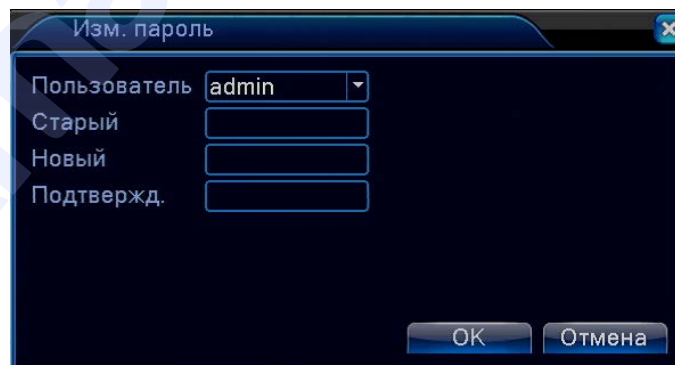 Изм. пароль
Пользователь admin
Старый
Новый
Подтвержд.
OK Отмена